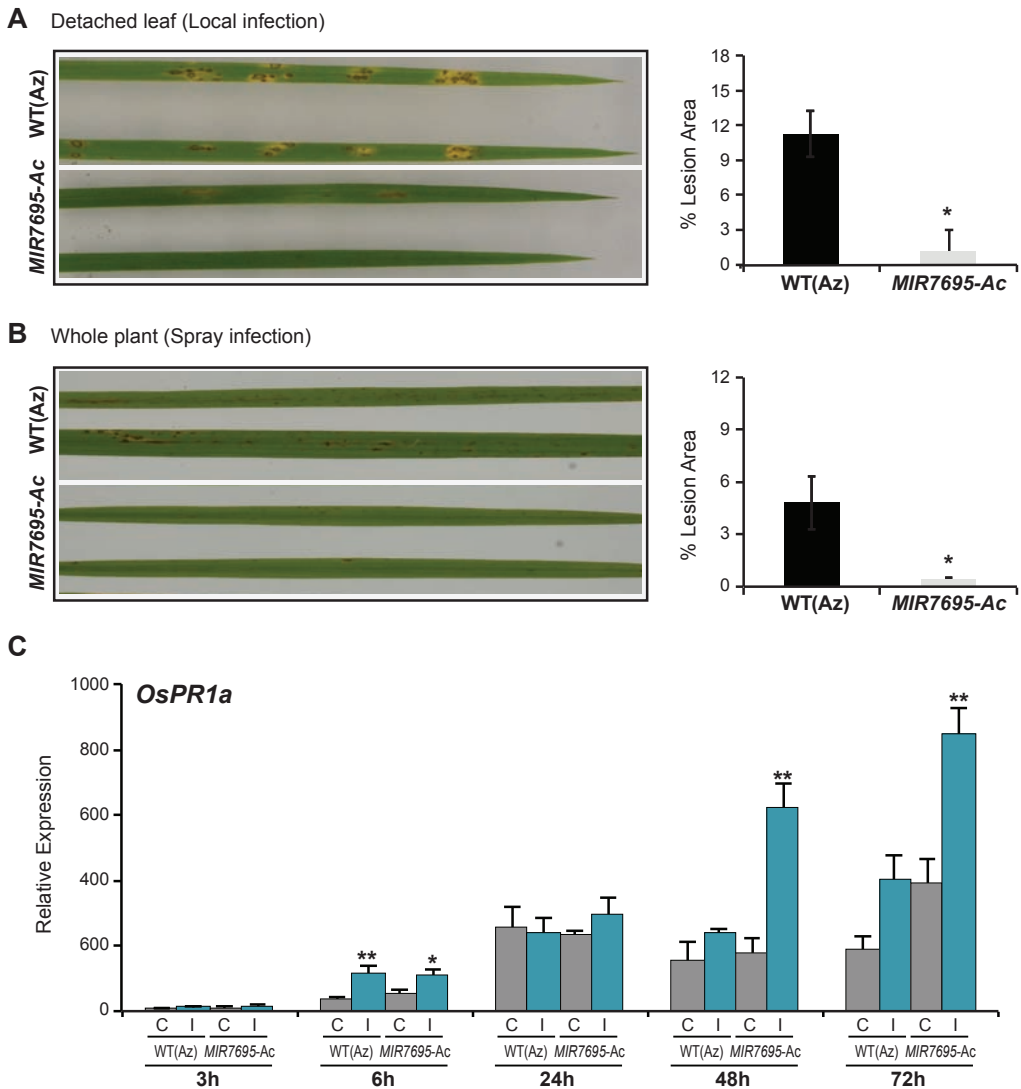 A Detached leaf (Local infection)
WT(Az)
MIR7695-Ac
% Lesion Area
18
15
12
9
6
3
0
*
WT(Az) MIR7695-Ac
B Whole plant (Spray infection)
WT(Az)
MIR7695-Ac
% Lesion Area
12
9
6
3
0
*
WT(Az) MIR7695-Ac
C
OsPR1a
Relative Expression
1000
800
600
400
600
0
** * ** **
C I C I C I C I C I C I C I C I C I C I
WT(Az) MIR7695-Ac WT(Az) MIR7695-Ac WT(Az) MIR7695-Ac WT(Az) MIR7695-Ac WT(Az) MIR7695-Ac
3h 6h 24h 48h 72h